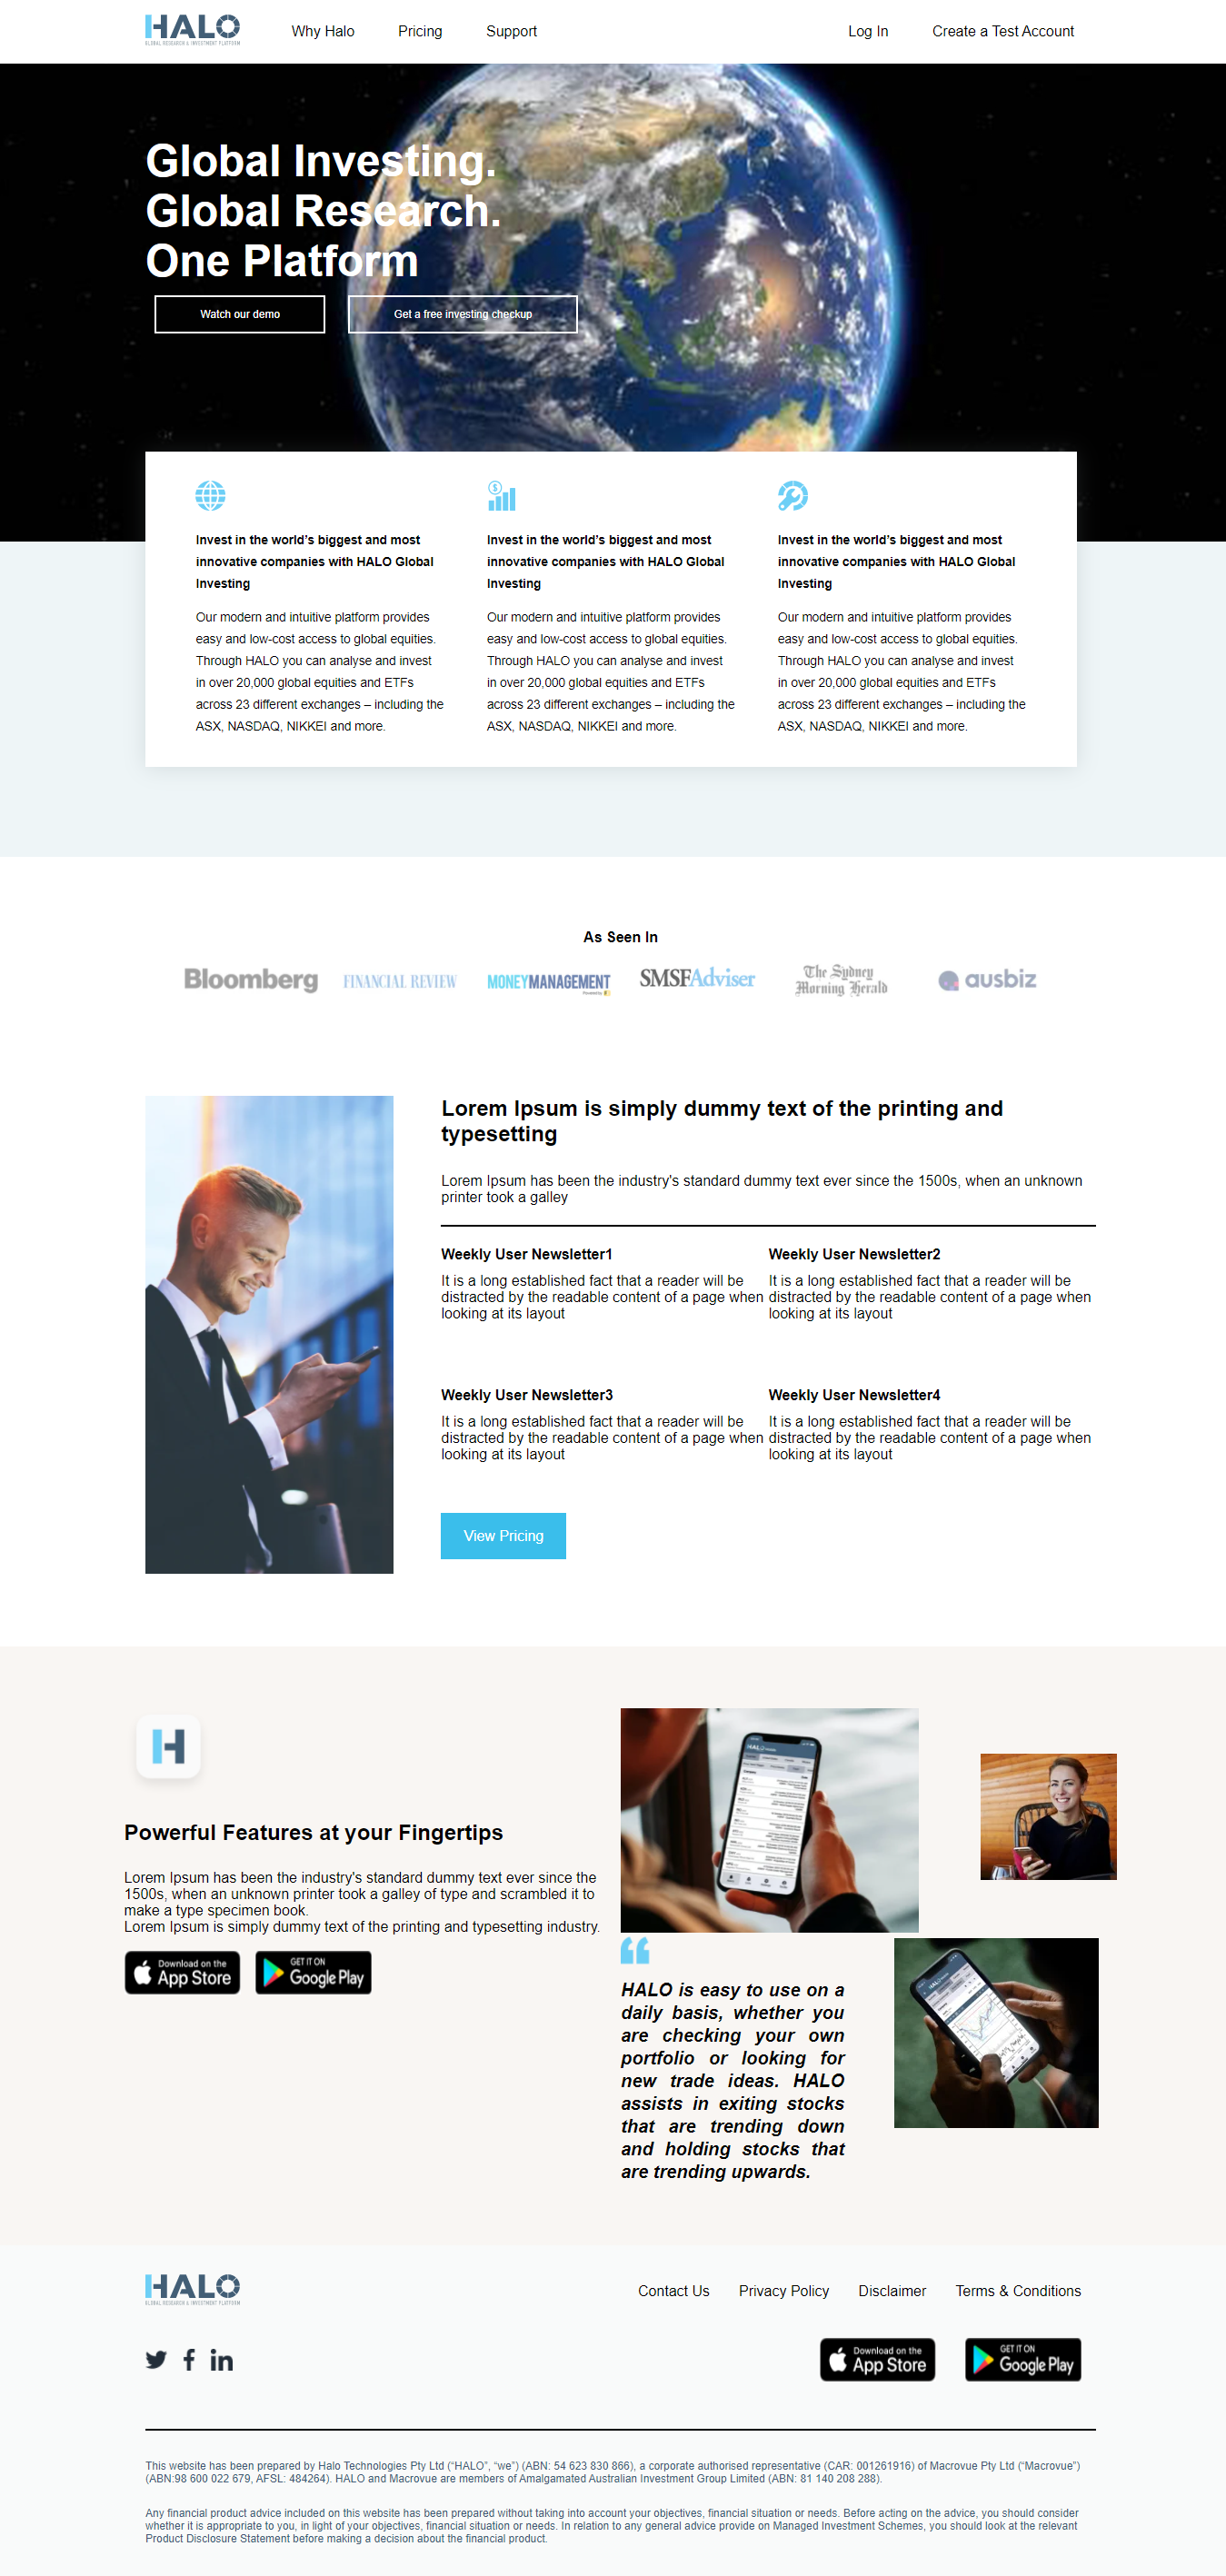 HALO
GLOBAL RESEARCH & INVESTMENT PLATFORM
Why Halo
Pricing
Support
Log In
Create a Test Account
Global Investing.
Global Research.
One Platform
Watch our demo
Get a free investing checkup
Invest in the world’s biggest and most
innovative companies with HALO Global
Investing
Our modern and intuitive platform provides
easy and low-cost access to global equities.
Through HALO you can analyse and invest
in over 20,000 global equities and ETFs
across 23 different exchanges – including the
ASX, NASDAQ, NIKKEI and more.
Invest in the world’s biggest and most
innovative companies with HALO Global
Investing
Our modern and intuitive platform provides
easy and low-cost access to global equities.
Through HALO you can analyse and invest
in over 20,000 global equities and ETFs
across 23 different exchanges – including the
ASX, NASDAQ, NIKKEI and more.
Invest in the world’s biggest and most
innovative companies with HALO Global
Investing
Our modern and intuitive platform provides
easy and low-cost access to global equities.
Through HALO you can analyse and invest
in over 20,000 global equities and ETFs
across 23 different exchanges – including the
ASX, NASDAQ, NIKKEI and more.
As Seen In
Bloomberg
FINANCIAL REVIEW
MONEYMANAGEMENT
SMSFAdviser
The Sydney
Morning Herald
ausbiz
Lorem Ipsum is simply dummy text of the printing and
typesetting
Lorem Ipsum has been the industry's standard dummy text ever since the 1500s, when an unknown
printer took a galley
Weekly User Newsletter1
It is a long established fact that a reader will be
distracted by the readable content of a page when
looking at its layout
Weekly User Newsletter2
It is a long established fact that a reader will be
distracted by the readable content of a page when
looking at its layout
Weekly User Newsletter3
It is a long established fact that a reader will be
distracted by the readable content of a page when
looking at its layout
Weekly User Newsletter4
It is a long established fact that a reader will be
distracted by the readable content of a page when
looking at its layout
View Pricing
H
Powerful Features at your Fingertips
Lorem Ipsum has been the industry's standard dummy text ever since the
1500s, when an unknown printer took a galley of type and scrambled it to
make a type specimen book.
Lorem Ipsum is simply dummy text of the printing and typesetting industry.
Download on the
App Store
GET IT ON
Google Play
HALO
“
HALO is easy to use on a
daily basis, whether you
are checking your own
portfolio or looking for
new trade ideas. HALO
assists in exiting stocks
that are trending down
and holding stocks that
are trending upwards.
HALO
GLOBAL RESEARCH & INVESTMENT PLATFORM
Contact Us
Privacy Policy
Disclaimer
Terms & Conditions
Download on the
App Store
GET IT ON
Google Play
This website has been prepared by Halo Technologies Pty Ltd (“HALO”, “we”) (ABN: 54 623 830 866), a corporate authorised representative (CAR: 001261916) of Macrovue Pty Ltd (“Macrovue”)
(ABN:98 600 022 679, AFSL: 484264). HALO and Macrovue are members of Amalgamated Australian Investment Group Limited (ABN: 81 140 208 288).
Any financial product advice included on this website has been prepared without taking into account your objectives, financial situation or needs. Before acting on the advice, you should consider
whether it is appropriate to you, in light of your objectives, financial situation or needs. In relation to any general advice provide on Managed Investment Schemes, you should look at the relevant
Product Disclosure Statement before making a decision about the financial product.